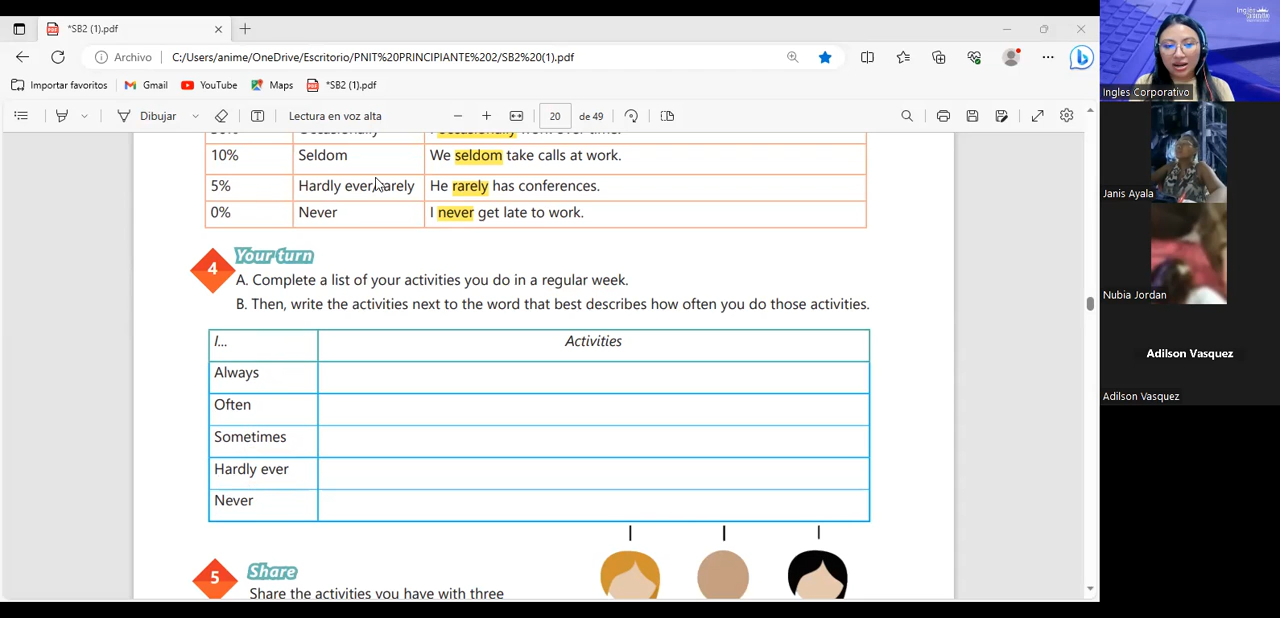 *SB2 (1).pdf
Archivo C:/Users/anime/OneDrive/Escritorio/PNIT%20PRINCIPIANTE%202/SB2%20(1).pdf
Importar favoritos Gmail YouTube Maps *SB2 (1).pdf
Dibujar Lectura en voz alta 20 de 49
Occasionally I occasionally work over time.
10% Seldom We seldom take calls at work.
5% Hardly ever/rarely He rarely has conferences.
0% Never I never get late to work.
4 Your turn
A. Complete a list of your activities you do in a regular week.
B. Then, write the activities next to the word that best describes how often you do those activities.
I... Activities
Always
Often
Sometimes
Hardly ever
Never
5 Share
Share the activities you have with three
Ingles Corporativo
Janis Ayala
Nubia Jordan
Adilson Vasquez
Adilson Vasquez